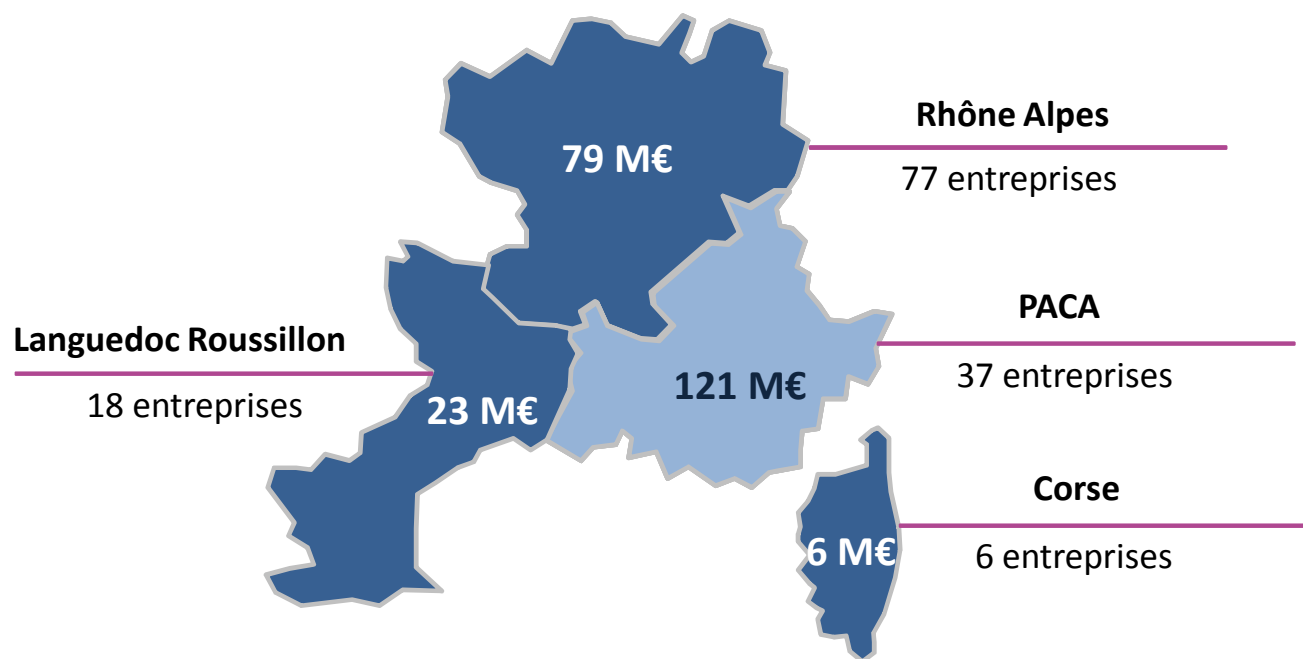 Rhône Alpes
79 M€
77 entreprises
PACA
Languedoc Roussillon
37 entreprises
121 M€
18 entreprises
23 M€
Corse
6 M€
6 entreprises